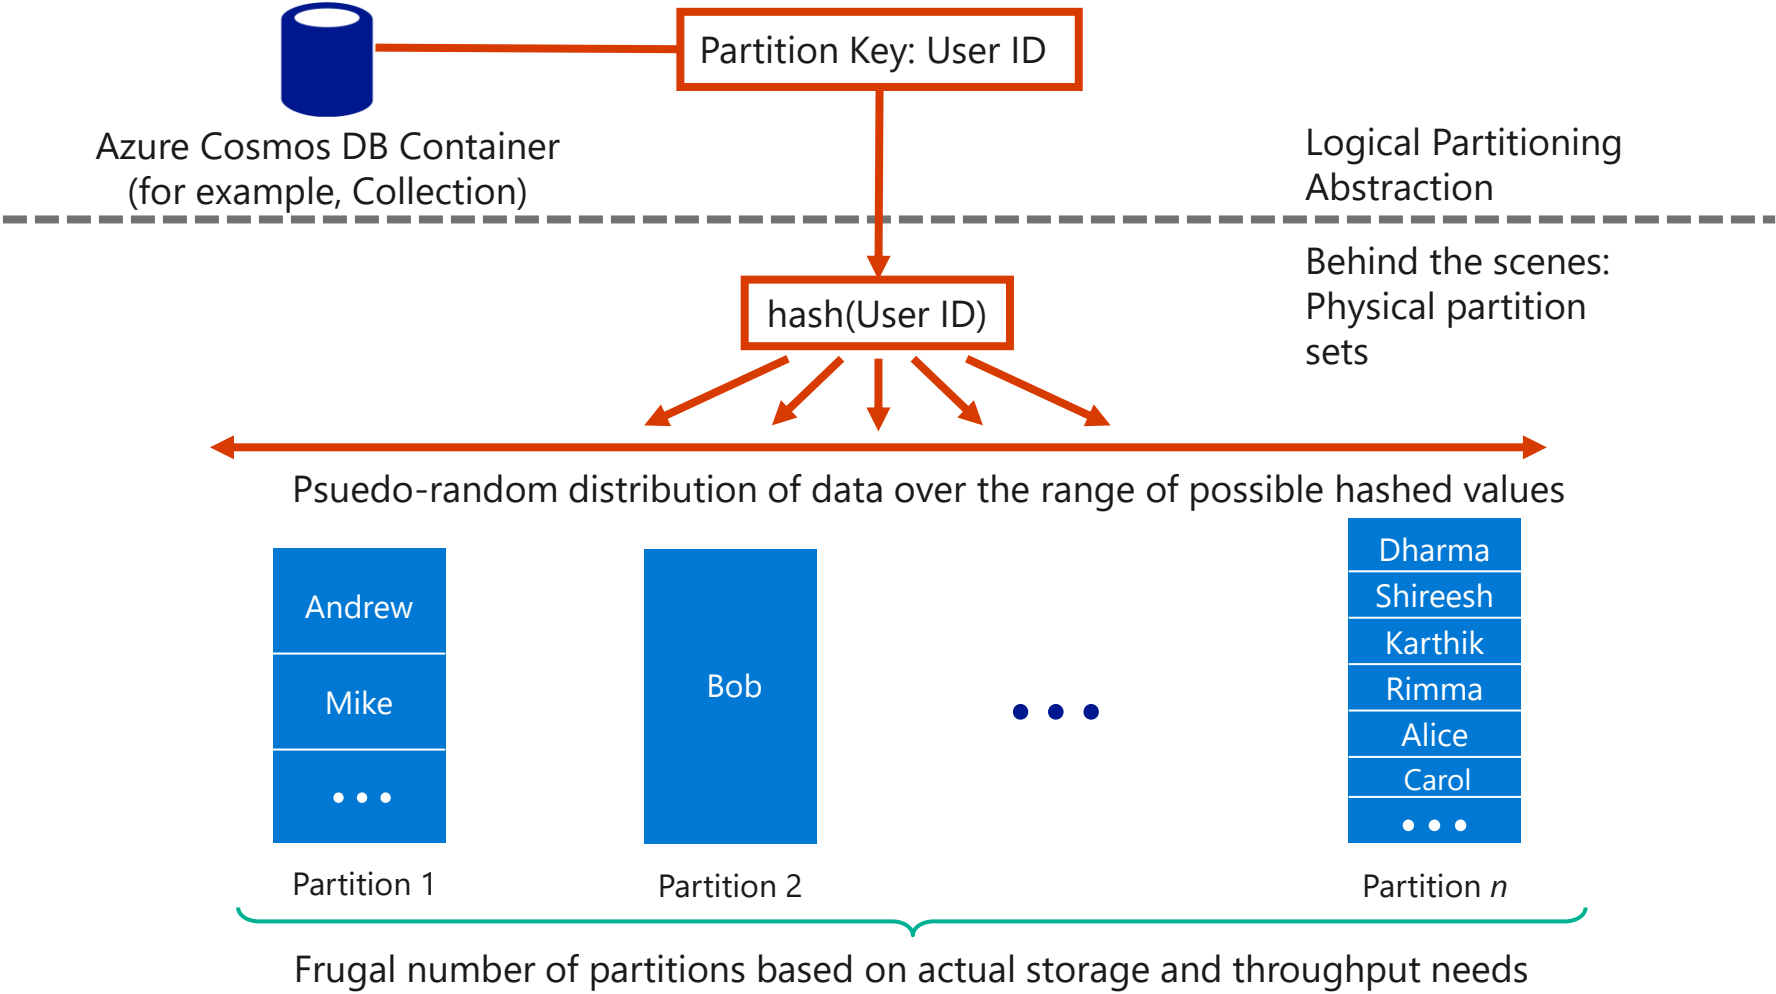 Partition Key: User ID
Azure Cosmos DB Container
(for example, Collection)
Logical Partitioning
Abstraction
Behind the scenes:
Physical partition
sets
hash(User ID)
Psuedo-random distribution of data over the range of possible hashed values
Andrew
Mike
...
Partition 1
Bob
Partition 2
...
Dharma
Shireesh
Karthik
Rimma
Alice
Carol
...
Partition n
Frugal number of partitions based on actual storage and throughput needs